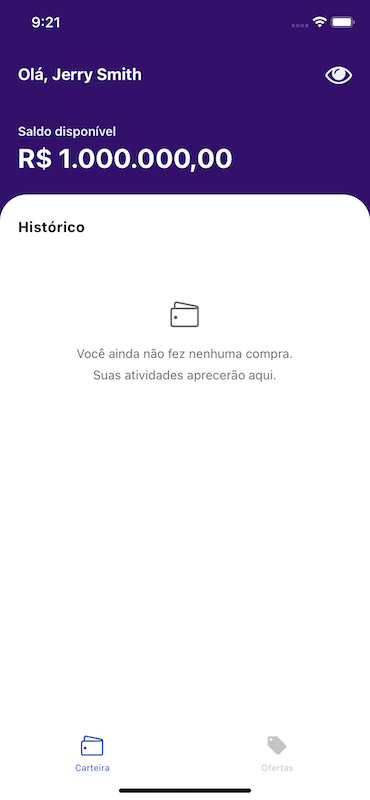 9:21
Olá, Jerry Smith
Saldo disponível
R$ 1.000.000,00
Histórico
Você ainda não fez nenhuma compra.
Suas atividades aprecerão aqui.
Carteira
Ofertas